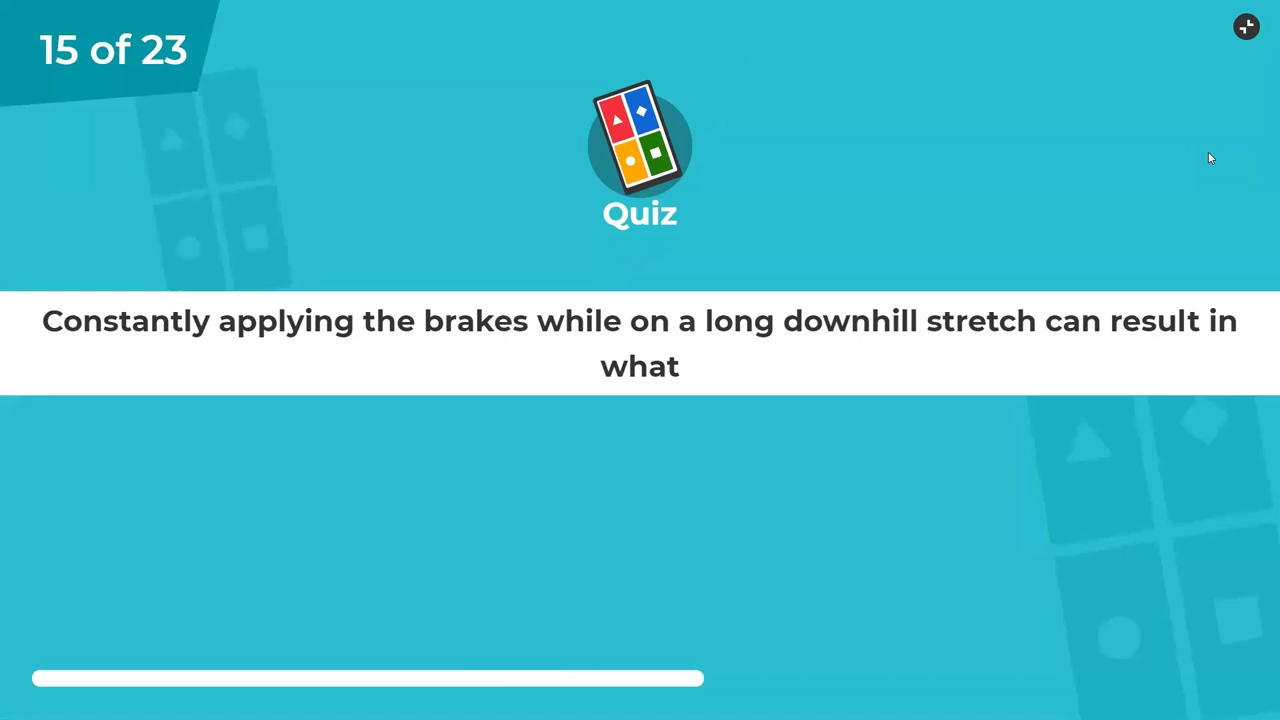 15 of 23
Quiz
Constantly applying the brakes while on a long downhill stretch can result in
what